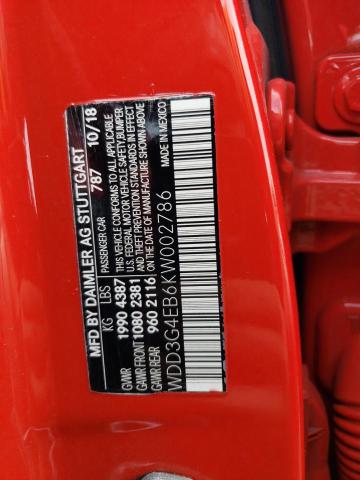 MFD BY DAIMLER AG STUTTGART 10/18
PASSENGER CAR 787
KG LBS
GVWR 1990 4387 THIS VEHICLE CONFORMS TO ALL APPLICABLE
GAWR FRONT 1080 2381 U.S. FEDERAL MOTOR VEHICLE SAFETY, BUMPER
GAWR REAR 960 2116 AND THEFT PREVENTION STANDARDS IN EFFECT
ON THE DATE OF MANUFACTURE SHOWN ABOVE
WDD3G4EB6KW002786
MADE IN MEXICO